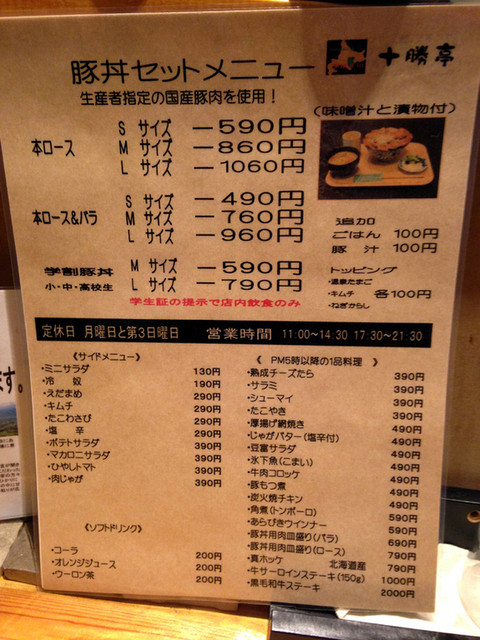 十勝亭
豚丼セットメニュー
生産者指定の国産豚肉を使用！
(味噌汁と漬物付)
本ロース
S サイズ ー590円
M サイズ ー860円
L サイズ ー1060円
本ロース&バラ
S サイズ ー490円
M サイズ ー760円
L サイズ ー960円
学割豚丼
小・中・高校生
M サイズ ー590円
L サイズ ー790円
学生証の提示で店内飲食のみ
追加
ごはん 100円
豚汁 100円
トッピング
・温泉たまご
・キムチ 各100円
・ねぎからし
定休日 月曜日と第3日曜日 営業時間 11:00~14:30 17:30~21:30
《サイドメニュー》
・ミニサラダ 130円
・冷 奴 190円
・えだまめ 290円
・キムチ 290円
・たこわさび 290円
・塩 辛 290円
・ポテトサラダ 390円
・マカロニサラダ 390円
・ひやしトマト 390円
・肉じゃが 390円
《ソフトドリンク》
・コーラ 200円
・オレンジジュース 200円
・ウーロン茶 200円
《 PM5時以降の1品料理 》
・熟成チーズたら 390円
・サラミ 390円
・シューマイ 390円
・たこやき 390円
・厚揚げ網焼き 490円
・じゃがバター(塩辛付) 490円
・豆富サラダ 490円
・氷下魚(こまい) 490円
・牛肉コロッケ 490円
・豚もつ煮 490円
・炭火焼チキン 490円
・角煮(トンポーロ) 490円
・あらびきウインナー 590円
・豚丼用肉皿盛り(バラ) 590円
・豚丼用肉皿盛り(ロース) 690円
・真ホッケ 北海道産 790円
・牛サーロインステーキ(150g) 1000円
・黒毛和牛ステーキ 2000円